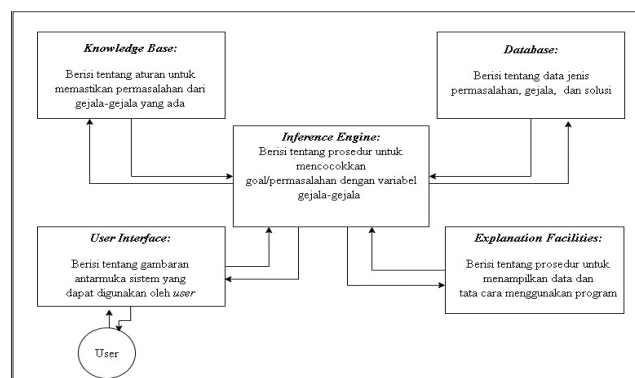 Knowledge Base:
Berisi tentang aturan untuk
memastikan permasalahan dari
gejala-gejala yang ada
Database:
Berisi tentang data jenis
permasalahan, gejala, dan solusi
Inference Engine:
Berisi tentang prosedur untuk
mencocokkan
goal/permasalahan dengan variabel
gejala-gejala
User Interface:
Berisi tentang gambaran
antarmuka sistem yang
dapat digunakan oleh user
Explanation Facilities:
Berisi tentang prosedur untuk
menampilkan data dan
tata cara menggunakan program
User